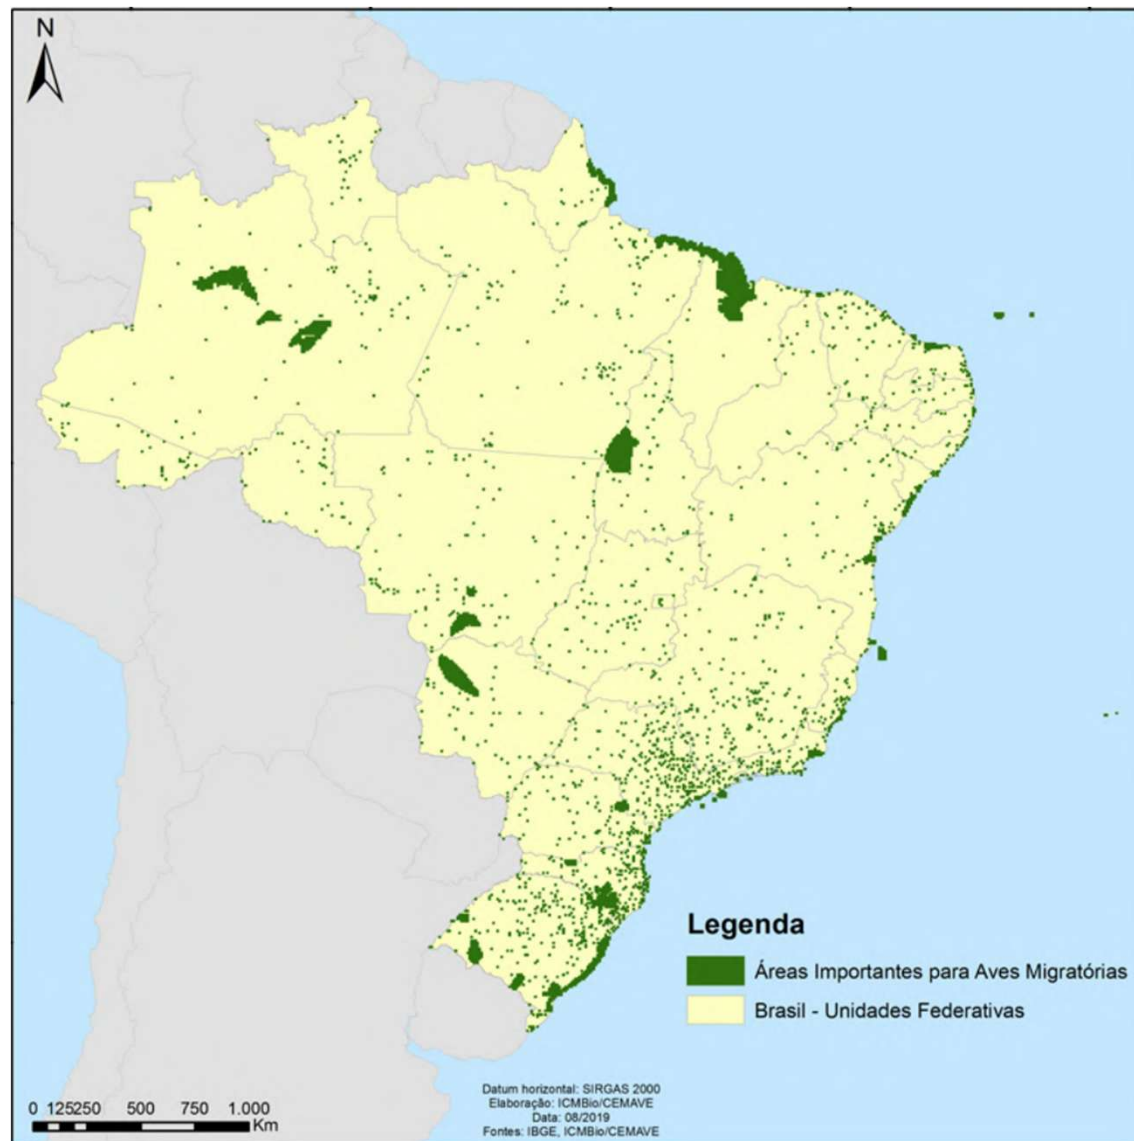 N
Legenda
Áreas Importantes para Aves Migratórias
Brasil - Unidades Federativas
Datum horizontal: SIRGAS 2000
Elaboração: ICMBio/CEMAVE
Data: 08/2019
Fontes: IBGE, ICMBio/CEMAVE
0 125250 500 750 1.000
Km